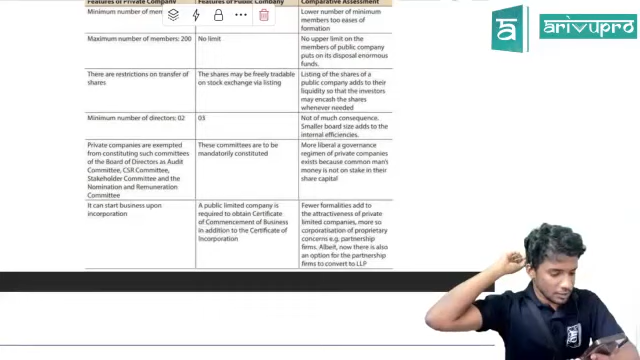 Features of Private Company
Features of Public Company
Comparative Assessment
Minimum number of mem
Lower number of minimum
members too eases of
formation
Maximum number of members: 200
No limit
No upper limit on the
members of public company
puts on its disposal enormous
funds.
There are restrictions on transfer of
shares
The shares may be freely tradable
on stock exchange via listing
Listing of the shares of a
public company adds to their
liquidity so that the investors
may encash the shares
whenever needed
Minimum number of directors: 02
03
Not of much consequence.
Smaller board size adds to the
internal efficiencies.
Private companies are exempted
from constituting such committees
of the Board of Directors as Audit
Committee, CSR Committee,
Stakeholder Committee and the
Nomination and Remuneration
Committee
These committees are to be
mandatorily constituted
More liberal a governance
regimen of private companies
exists because common man's
money is not on stake in their
share capital
It can start business upon
incorporation
A public limited company is
required to obtain Certificate
of Commencement of Business
in addition to the Certificate of
Incorporation
Fewer formalities add to
the attractiveness of private
limited companies, more so
corporatisation of proprietary
concerns e.g. partnership
firms. Albeit, now there is also
an option for the partnership
firms to convert to LLP
अ
arivupro